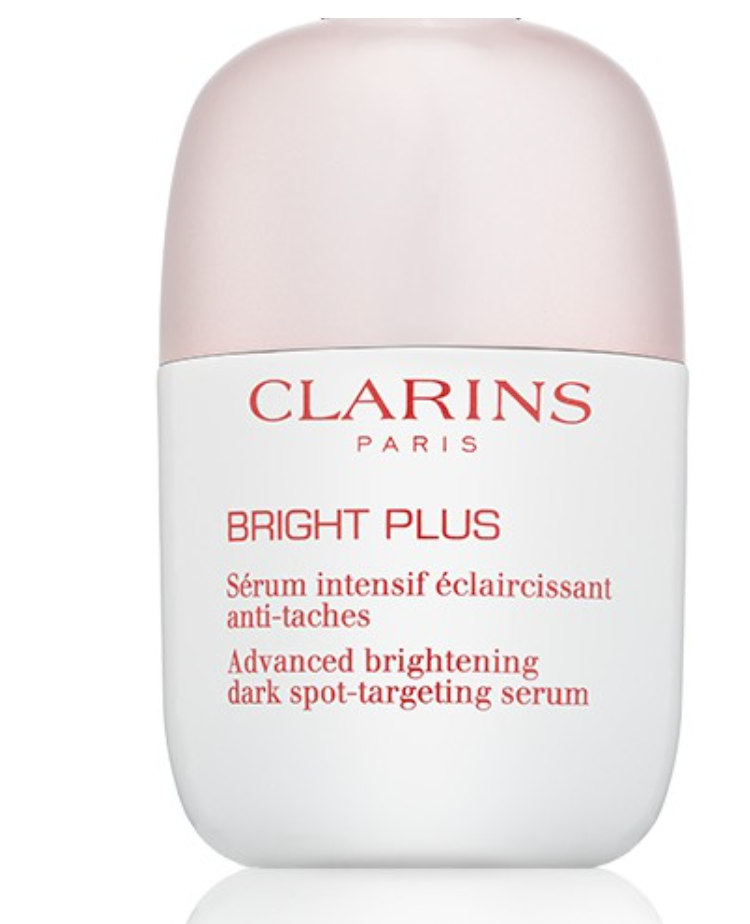 CLARINS
PARIS
BRIGHT PLUS
Sérum intensif éclaircissant
anti-taches
Advanced brightening
dark spot-targeting serum